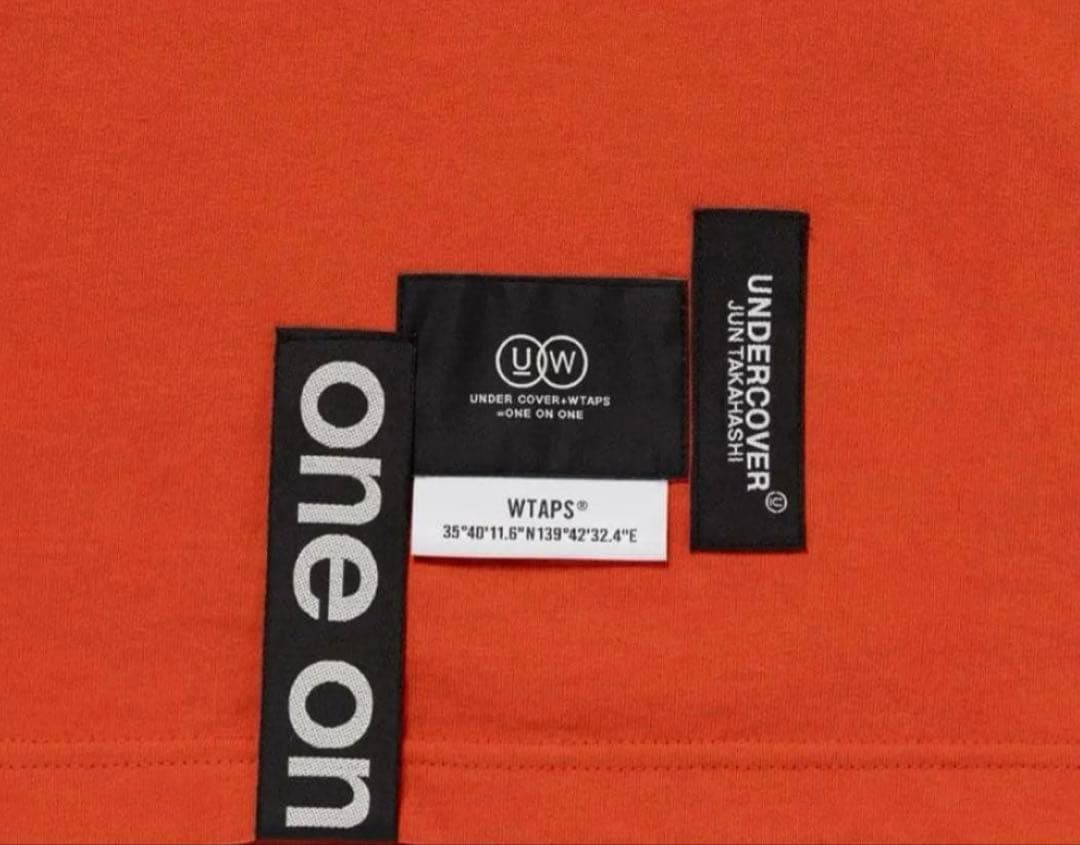 one on
UW
UNDER COVER+WTAPS
=ONE ON ONE
WTAPS®
35°40'11.6"N139°42'32.4"E
UNDERCOVER
JUN TAKAHASHI
U